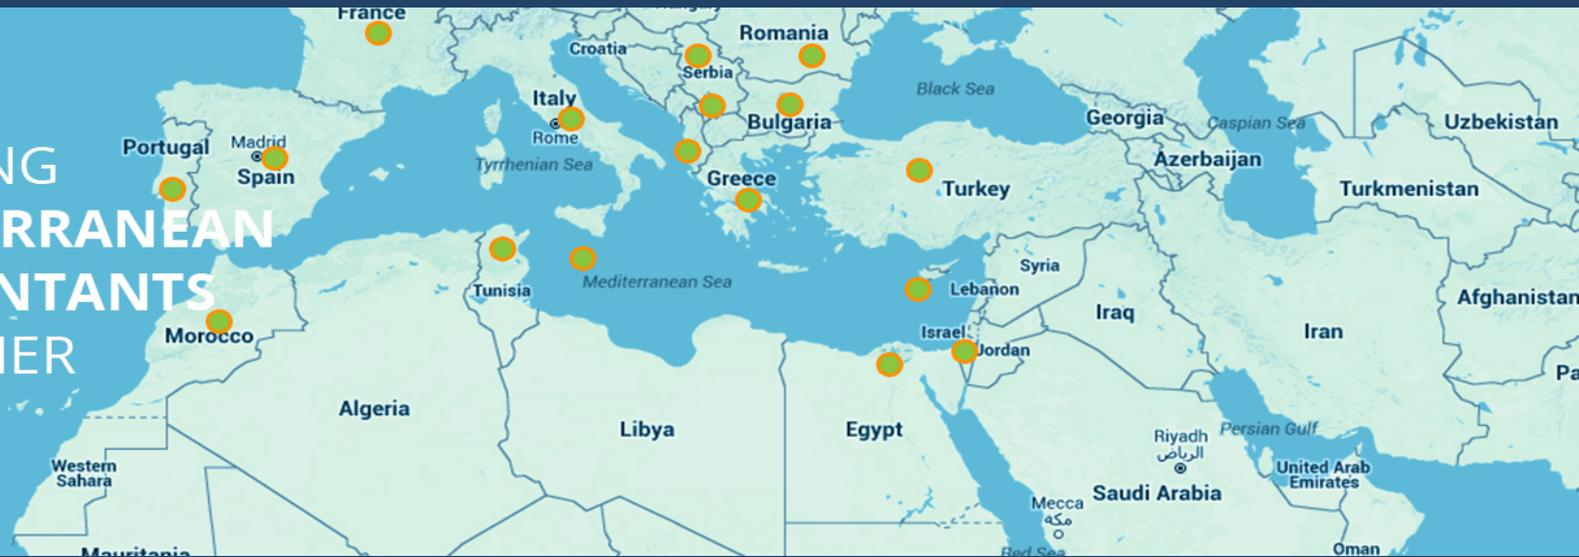 France
Hungary
Romania
Croatia
Serbia
Black Sea
Italy
Rome
Bulgaria
Georgia
Caspian Sea
Uzbekistan
Portugal
Madrid
Spain
Tyrrhenian Sea
Greece
Turkey
Azerbaijan
Turkmenistan
NG
RRANEAN
NTANTS
IER
Tunisia
Mediterranean Sea
Lebanon
Syria
Iraq
Iran
Afghanistan
Morocco
Israel
Jordan
Pa
Algeria
Libya
Egypt
Persian Gulf
Riyadh
الرياض
Western
Sahara
United Arab
Emirates
Saudi Arabia
Mecca
مكة
Mauritania
Red Sea
Oman